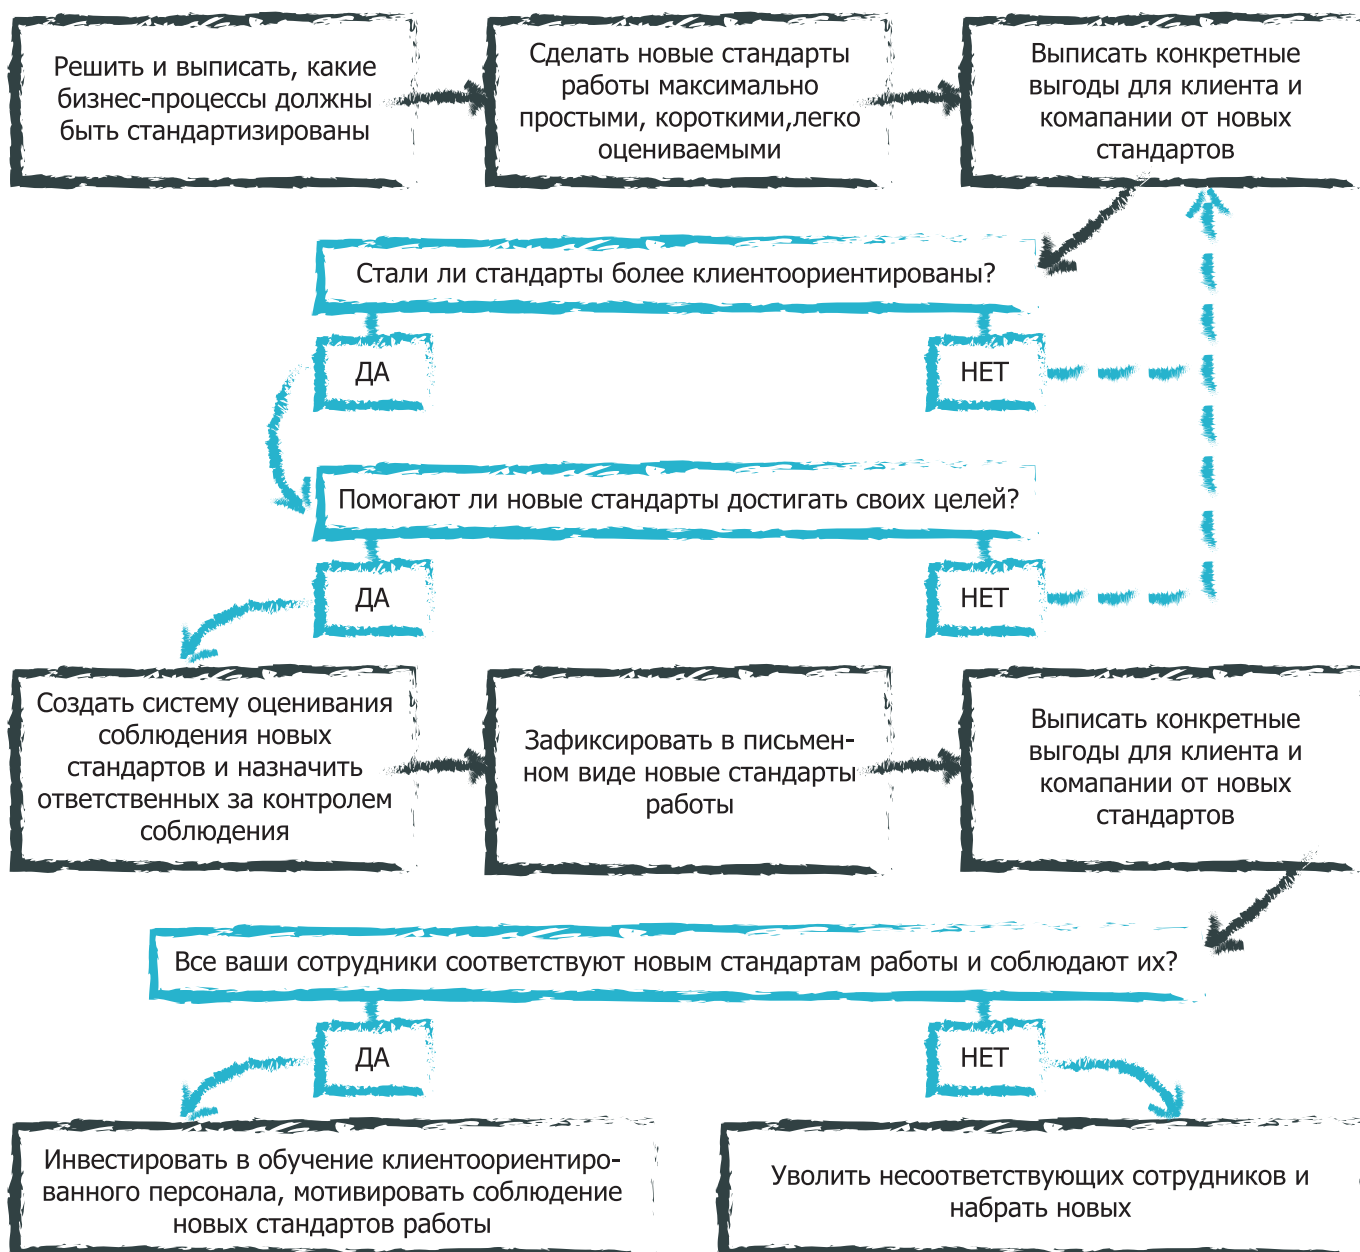 Решить и выписать, какие
бизнес-процессы должны
быть стандартизированы
Сделать новые стандарты
работы максимально
простыми, короткими,легко
оцениваемыми
Выписать конкретные
выгоды для клиента и
комапании от новых
стандартов
Стали ли стандарты более клиентоориентированы?
ДА
НЕТ
Помогают ли новые стандарты достигать своих целей?
ДА
НЕТ
Создать систему оценивания
соблюдения новых
стандартов и назначить
ответственных за контролем
соблюдения
Зафиксировать в письмен-
ном виде новые стандарты
работы
Выписать конкретные
выгоды для клиента и
комапании от новых
стандартов
Все ваши сотрудники соответствуют новым стандартам работы и соблюдают их?
ДА
НЕТ
Инвестировать в обучение клиентоориентиро-
ванного персонала, мотивировать соблюдение
новых стандартов работы
Уволить несоответствующих сотрудников и
набрать новых